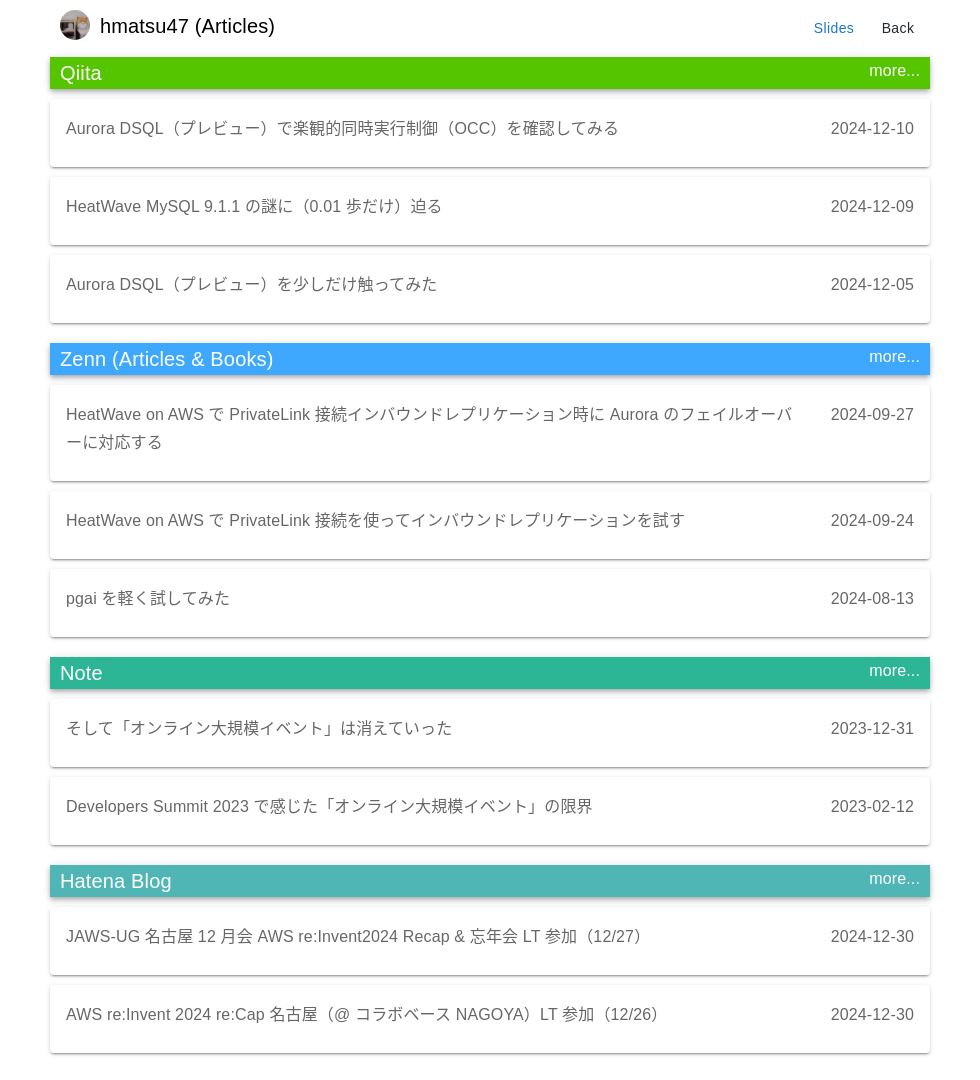 hmatsu47 (Articles)
Slides
Back
Qiita
more...
Aurora DSQL（プレビュー）で楽観的同時実行制御（OCC）を確認してみる
2024-12-10
HeatWave MySQL 9.1.1 の謎に（0.01 歩だけ）迫る
2024-12-09
Aurora DSQL（プレビュー）を少しだけ触ってみた
2024-12-05
Zenn (Articles & Books)
more...
HeatWave on AWS で PrivateLink 接続インバウンドレプリケーション時に Aurora のフェイルオーバ
2024-09-27
ーに対応する
HeatWave on AWS で PrivateLink 接続を使ってインバウンドレプリケーションを試す
2024-09-24
pgai を軽く試してみた
2024-08-13
Note
more...
そして「オンライン大規模イベント」は消えていった
2023-12-31
Developers Summit 2023 で感じた「オンライン大規模イベント」の限界
2023-02-12
Hatena Blog
more...
JAWS-UG 名古屋 12 月会 AWS re:Invent2024 Recap & 忘年会 LT 参加（12/27）
2024-12-30
AWS re:Invent 2024 re:Cap 名古屋（@ コラボベース NAGOYA）LT 参加（12/26）
2024-12-30